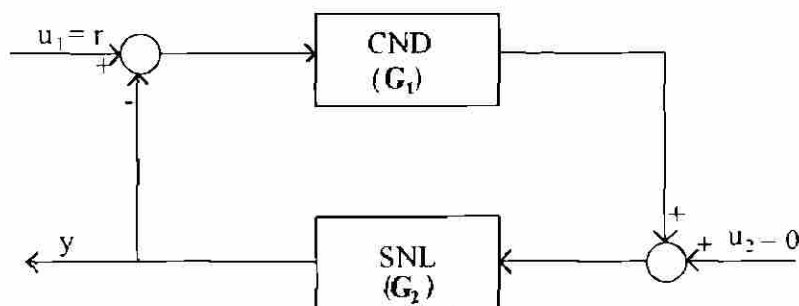 u₁ = r
+
CND
(G₁)
-
+
y
SNL
(G₂)
+
u₂ – 0